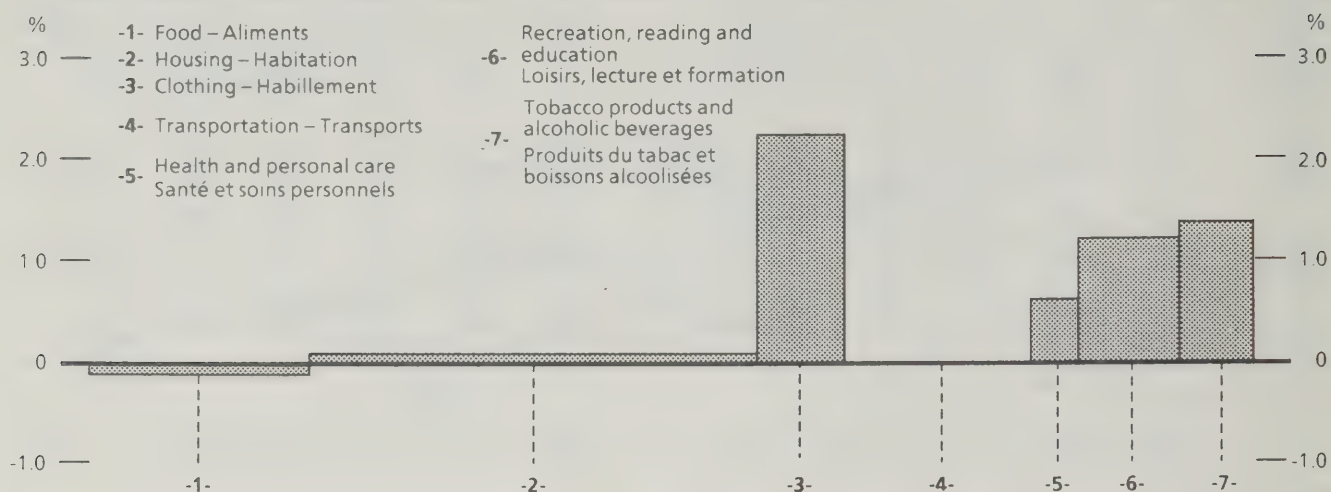 %
3.0
2.0
1 0
0
-1.0
-1- Food – Aliments
-2- Housing – Habitation
-3- Clothing – Habillement
-4- Transportation – Transports
-5- Health and personal care
Santé et soins personnels
Recreation, reading and
-6- education
Loisirs, lecture et formation
Tobacco products and
alcoholic beverages
-7-
Produits du tabac et
boissons alcoolisées
%
3.0
2.0
1.0
0
-1.0
-1-
-2-
-3-
-4-
-5-
-6-
-7-